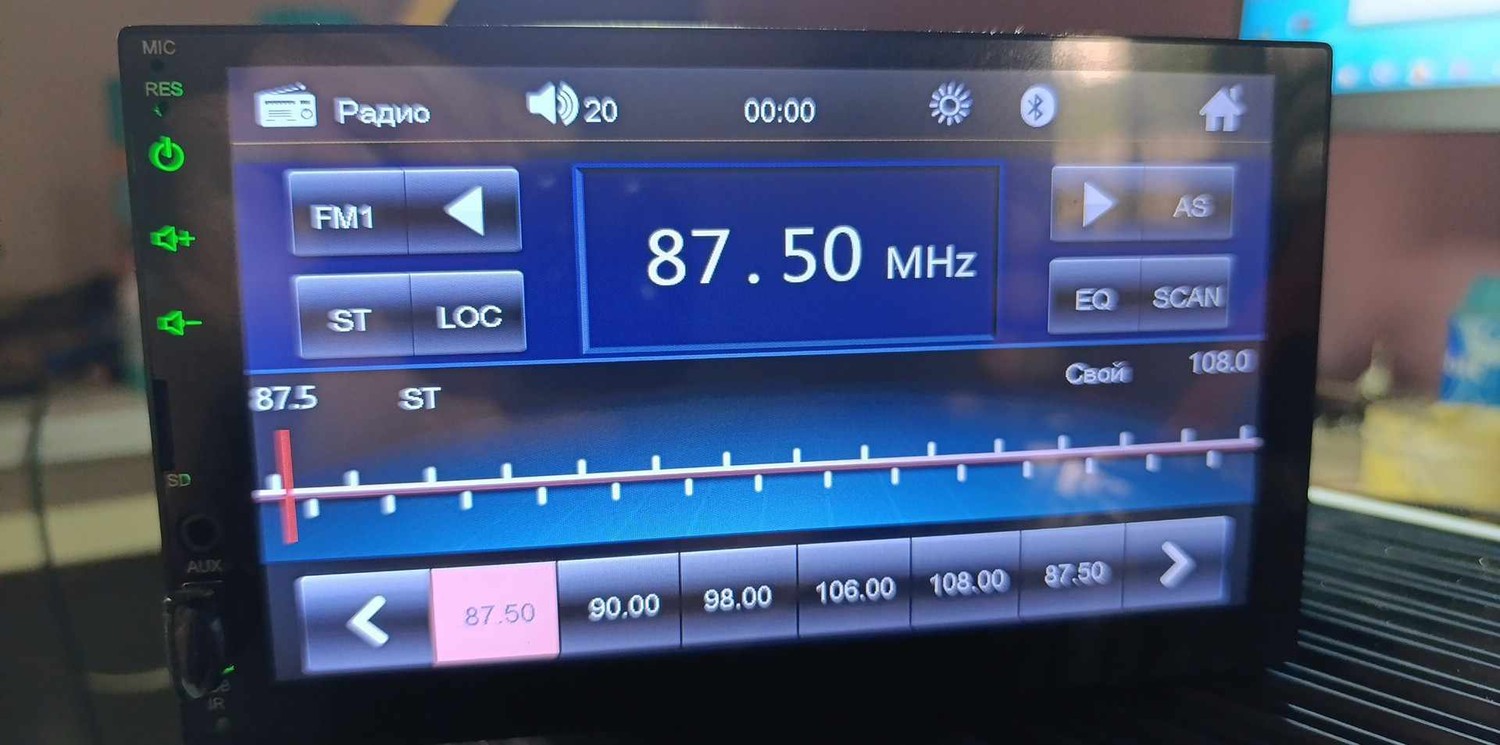 MIC
RES
Радио 20 00:00
FM1 87.50 MHz AS
ST LOC EQ SCAN
87.5 ST Свой 108.0
SD
AUX
87.50 90.00 98.00 106.00 108.00 87.50
IR